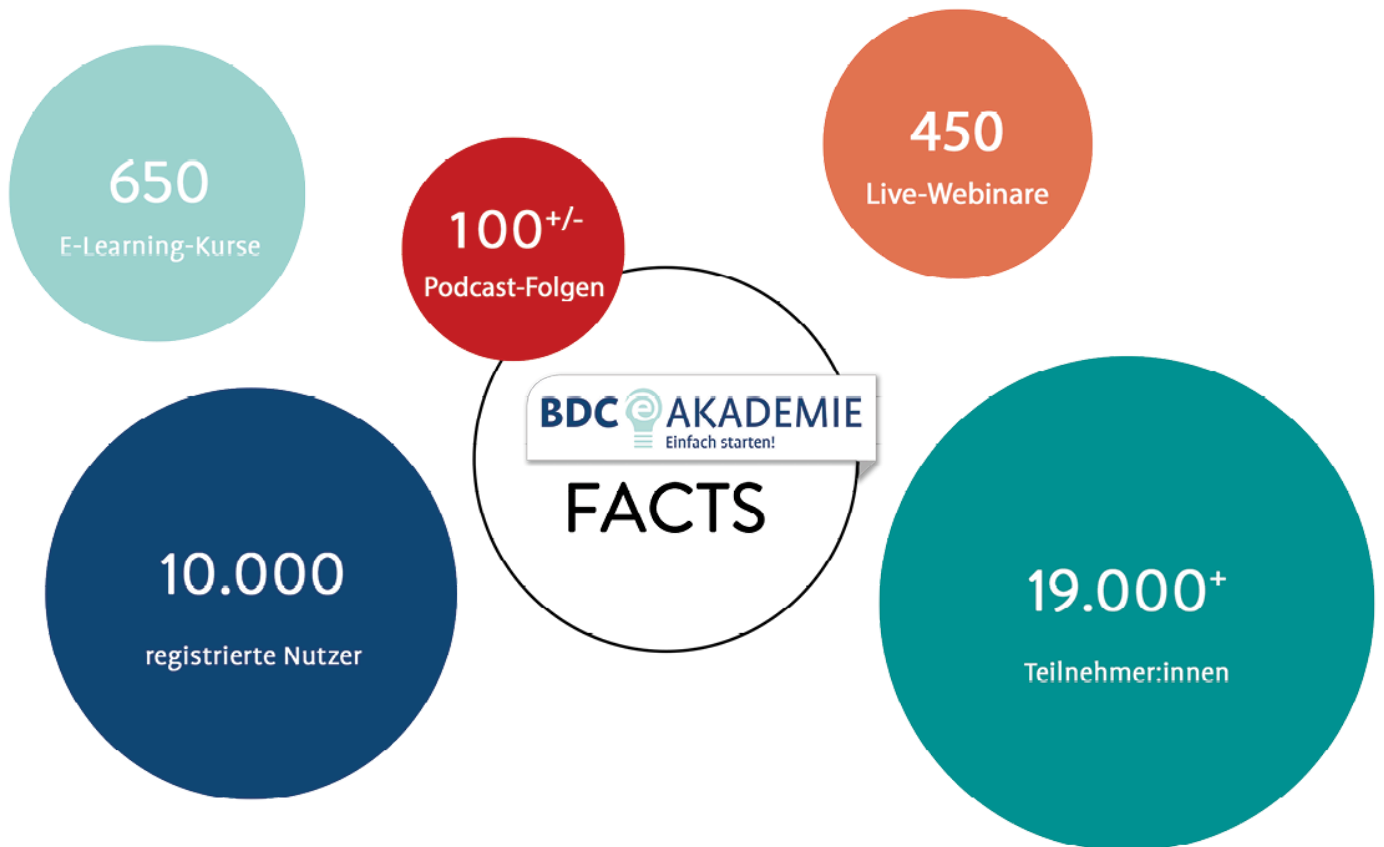 650
E-Learning-Kurse
100+/-
Podcast-Folgen
450
Live-Webinare
BDC e AKADEMIE
Einfach starten!
FACTS
10.000
registrierte Nutzer
19.000+
Teilnehmer:innen